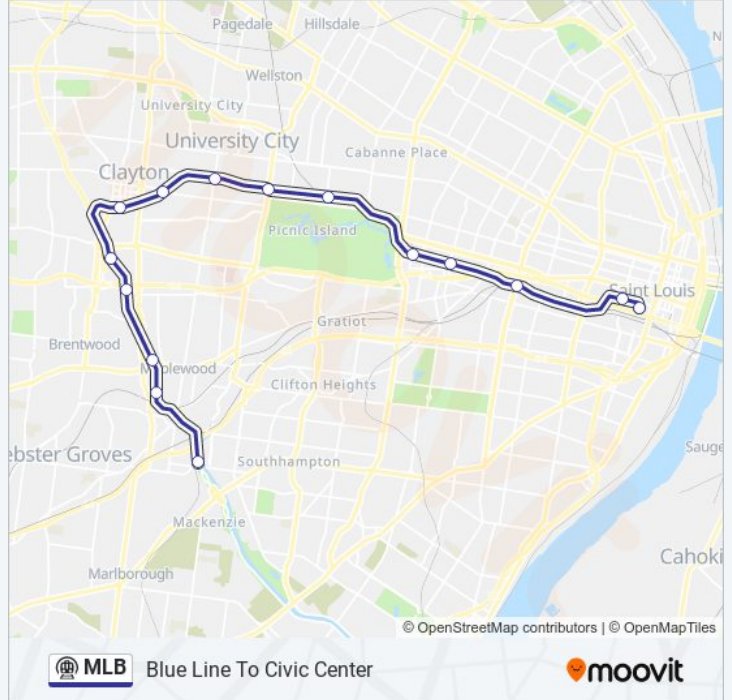 Pagedale
Hillsdale
N
Wellston
University City
University City
Cabanne Place
Clayton
Picnic Island
Saint Louis
Gratiot
Brentwood
Maplewood
Clifton Heights
ebster Groves
Southhampton
Sauge
Mackenzie
Cahoki
Marlborough
© OpenStreetMap contributors | © OpenMapTiles
MLB Blue Line To Civic Center
moovit